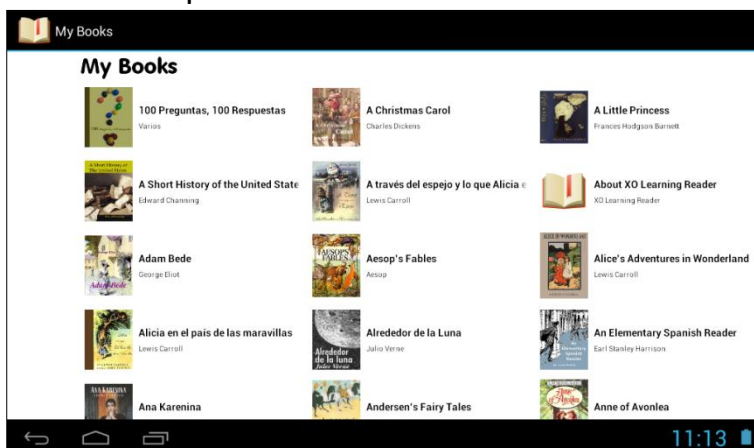 My Books
My Books
100 Preguntas, 100 Respuestas
Varios
A Christmas Carol
Charles Dickens
A Little Princess
Frances Hodgson Burnett
A Short History of the United State
Edward Channing
A través del espejo y lo que Alicia e
Lewis Carroll
About XO Learning Reader
XO Learning Reader
Adam Bede
George Eliot
Aesop's Fables
Aesop
Alice's Adventures in Wonderland
Lewis Carroll
Alicia en el país de las maravillas
Lewis Carroll
Alrededor de la Luna
Julio Verne
An Elementary Spanish Reader
Earl Stanley Harrison
Ana Karenina
Andersen's Fairy Tales
Anne of Avonlea
11:13